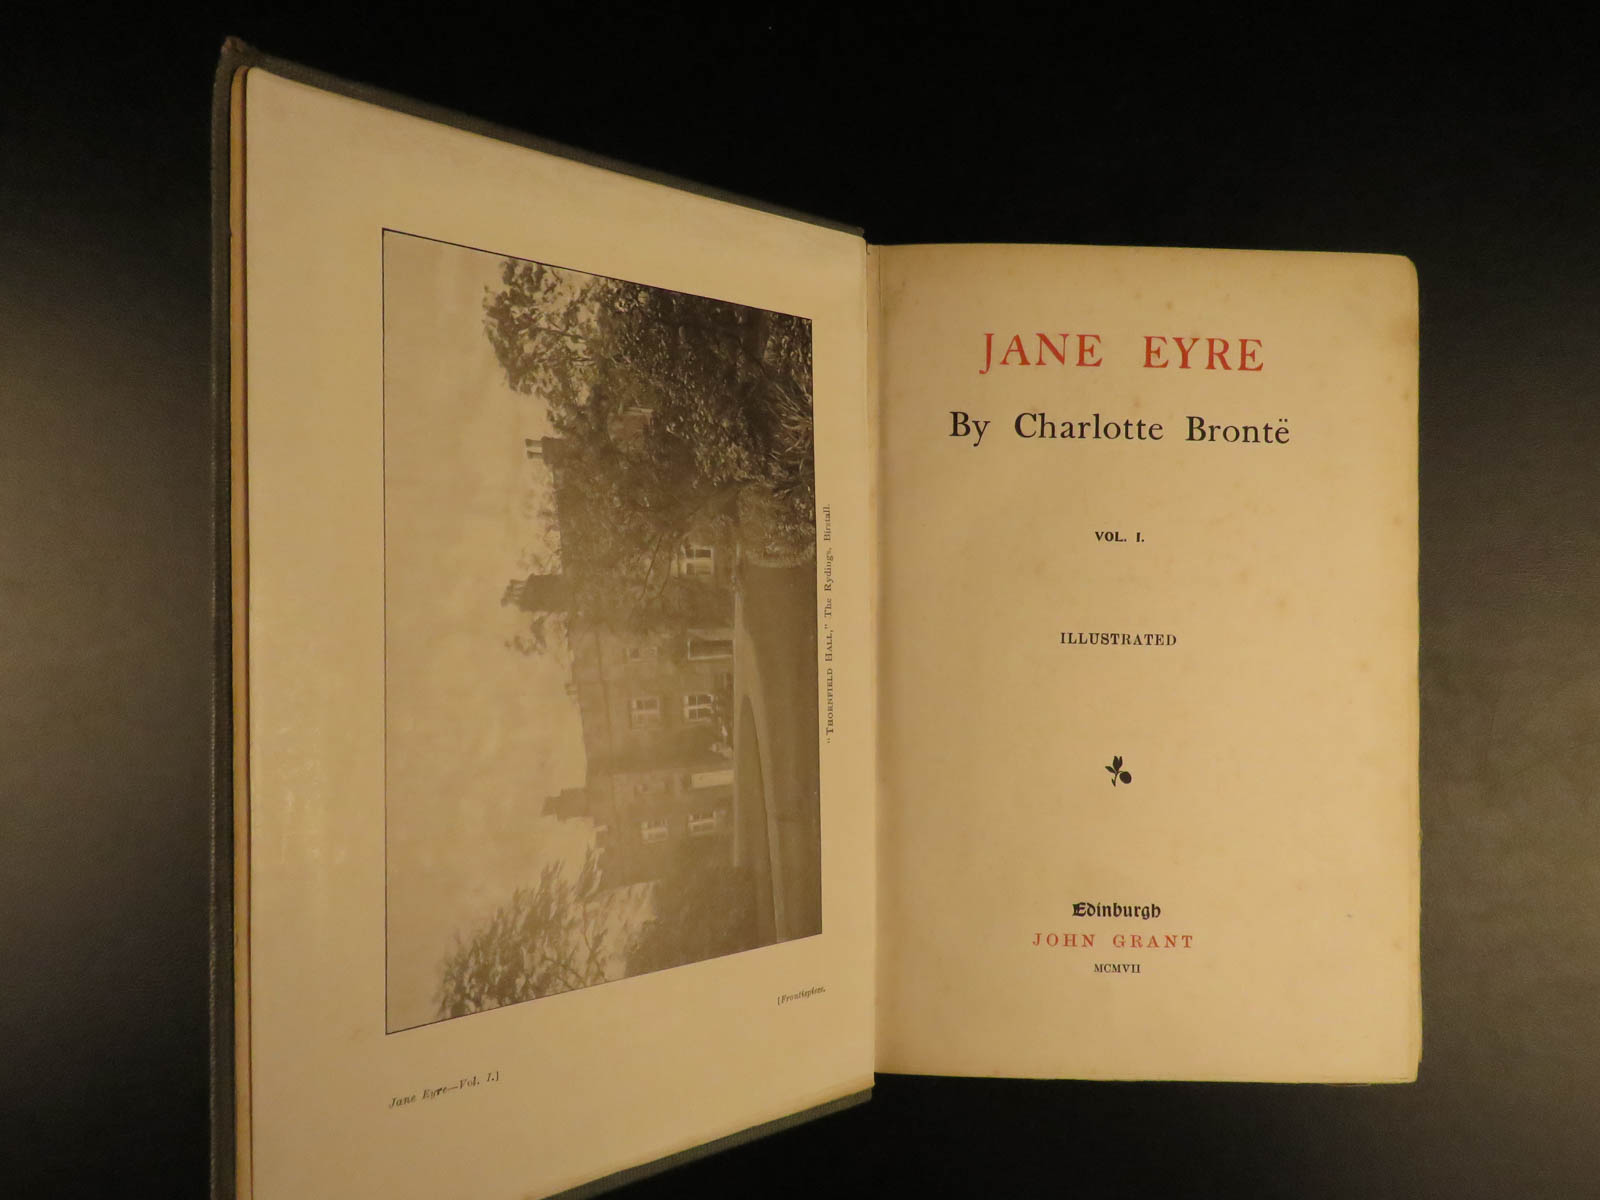 "THORNFIELD HALL," The Rydings, Birstall.
[Frontispiece.
Jane Eyre—Vol. I.]
JANE EYRE
By Charlotte Brontë
VOL. I.
ILLUSTRATED
Edinburgh
JOHN GRANT
MCMVII